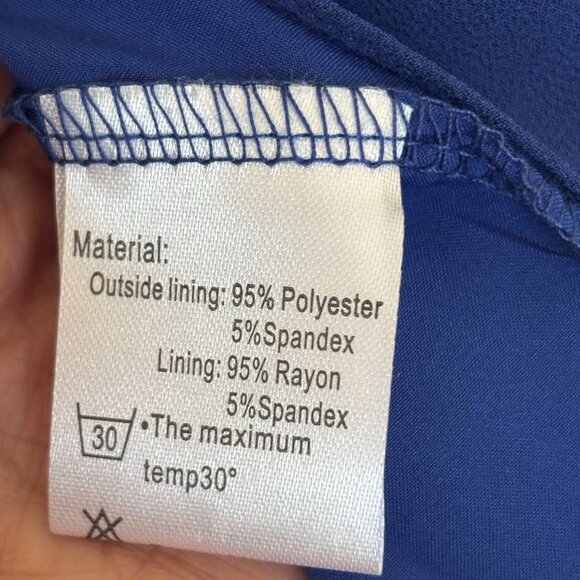 Material:
Outside lining: 95% Polyester
5%Spandex
Lining: 95% Rayon
5%Spandex
30 •The maximum
temp30°